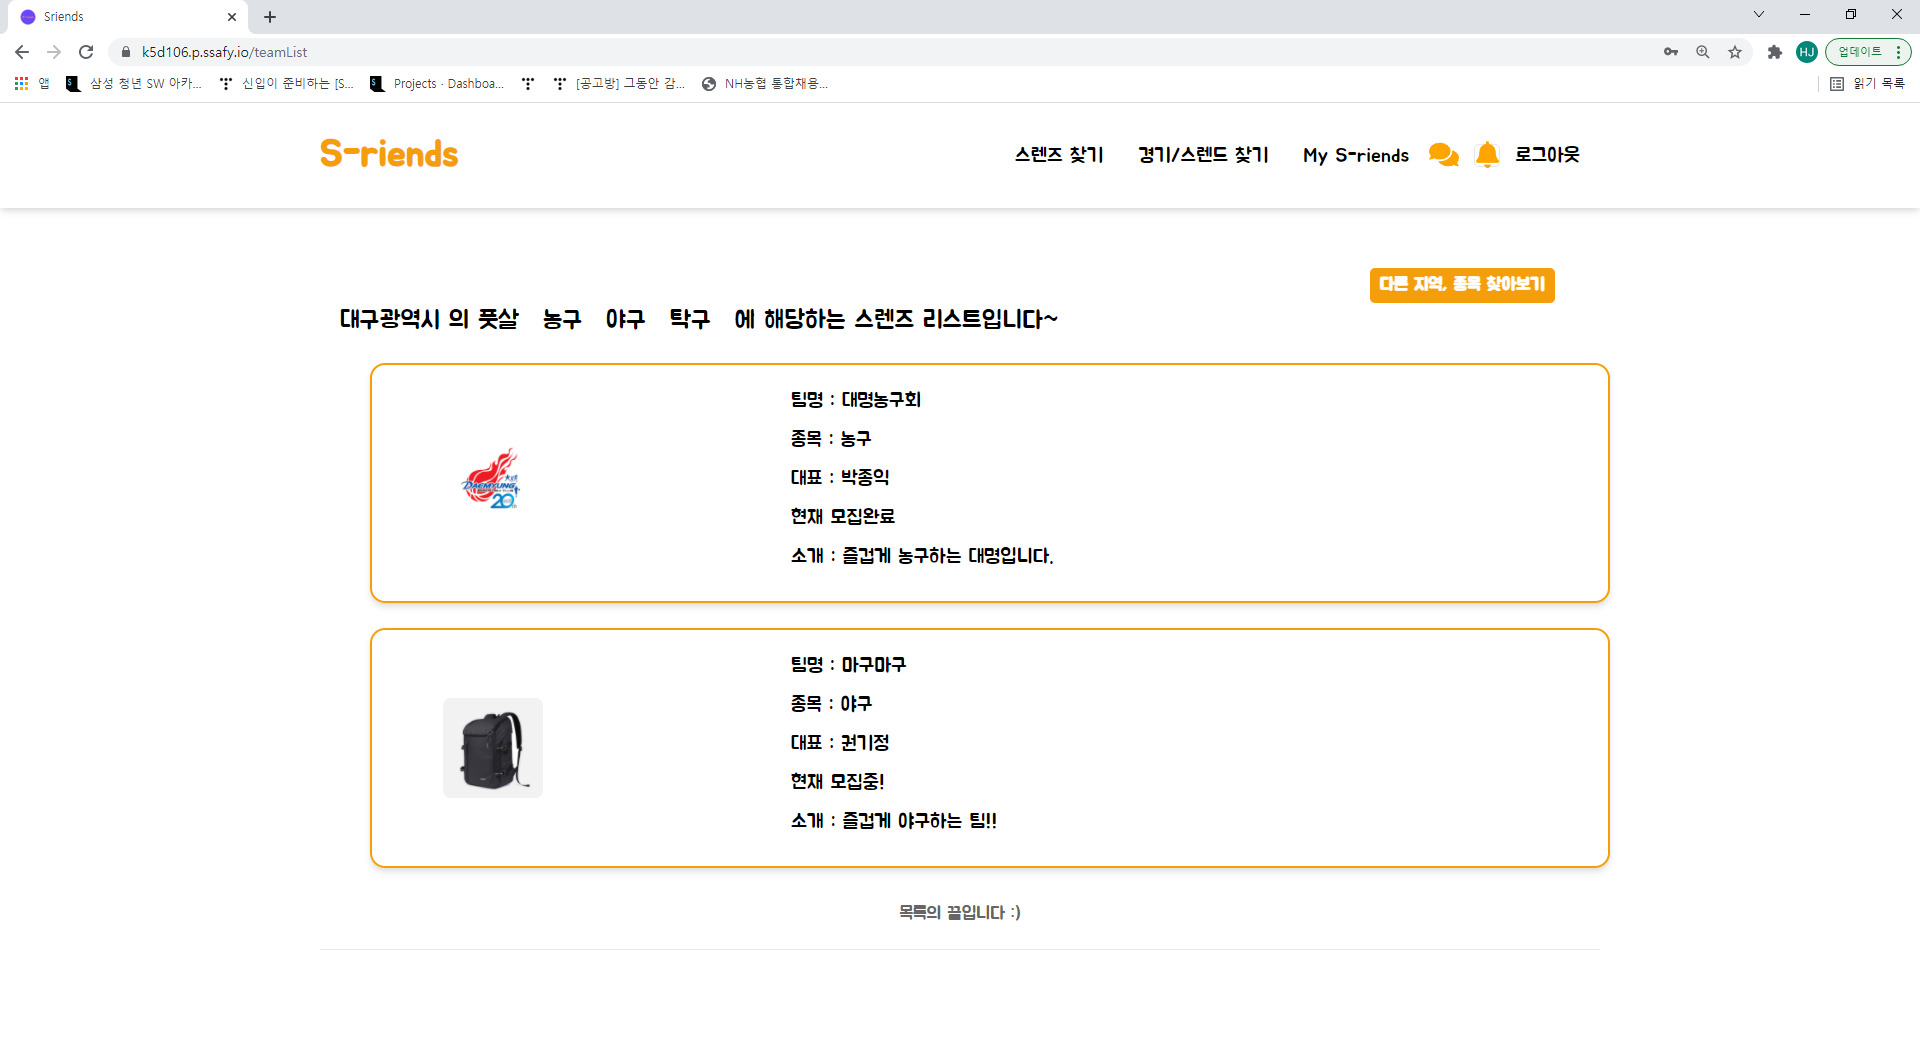 Sriends
k5d106.p.ssafy.io/teamList
HJ
업데이트
앱
삼성 청년 SW 아카...
신입이 준비하는 [S...
Projects · Dashboa...
[공고방] 그동안 감...
NH농협 통합채용...
읽기 목록
S-riends
스렌즈 찾기
경기/스렌드 찾기
My S-riends
로그아웃
다른 지역, 종목 찾아보기
대구광역시 의 풋살 농구 야구 탁구 에 해당하는 스렌즈 리스트입니다~
DAEMYUNG
20
팀명 : 대명농구회
종목 : 농구
대표 : 박종익
현재 모집완료
소개 : 즐겁게 농구하는 대명입니다.
팀명 : 마구마구
종목 : 야구
대표 : 권기정
현재 모집중!
소개 : 즐겁게 야구하는 팀!!
목록의 끝입니다 :)